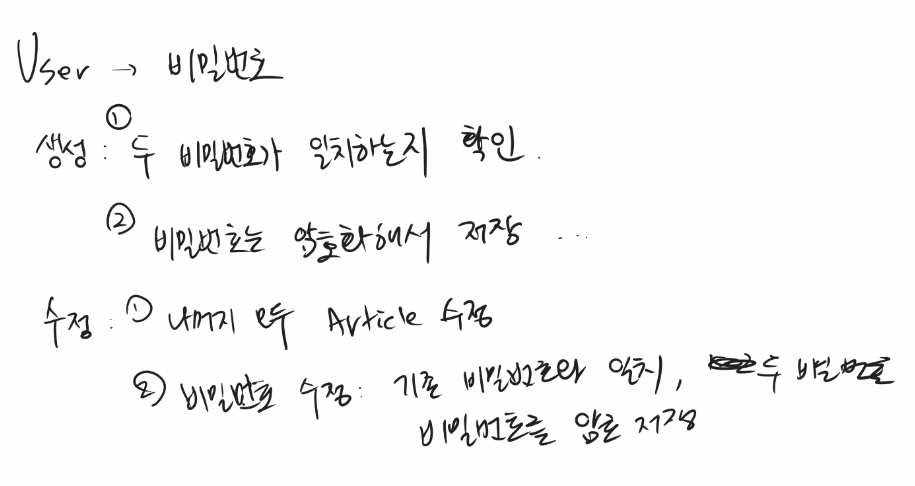 User → 비밀번호
생성 : ① 두 비밀번호가 일치하는지 확인.
② 비밀번호는 암호화해서 저장 ...
수정 : ① 나머지 모두 Article 수정
② 비밀번호 수정 : 기존 비밀번호와 일치, 두 비밀번호
비밀번호를 암호 저장